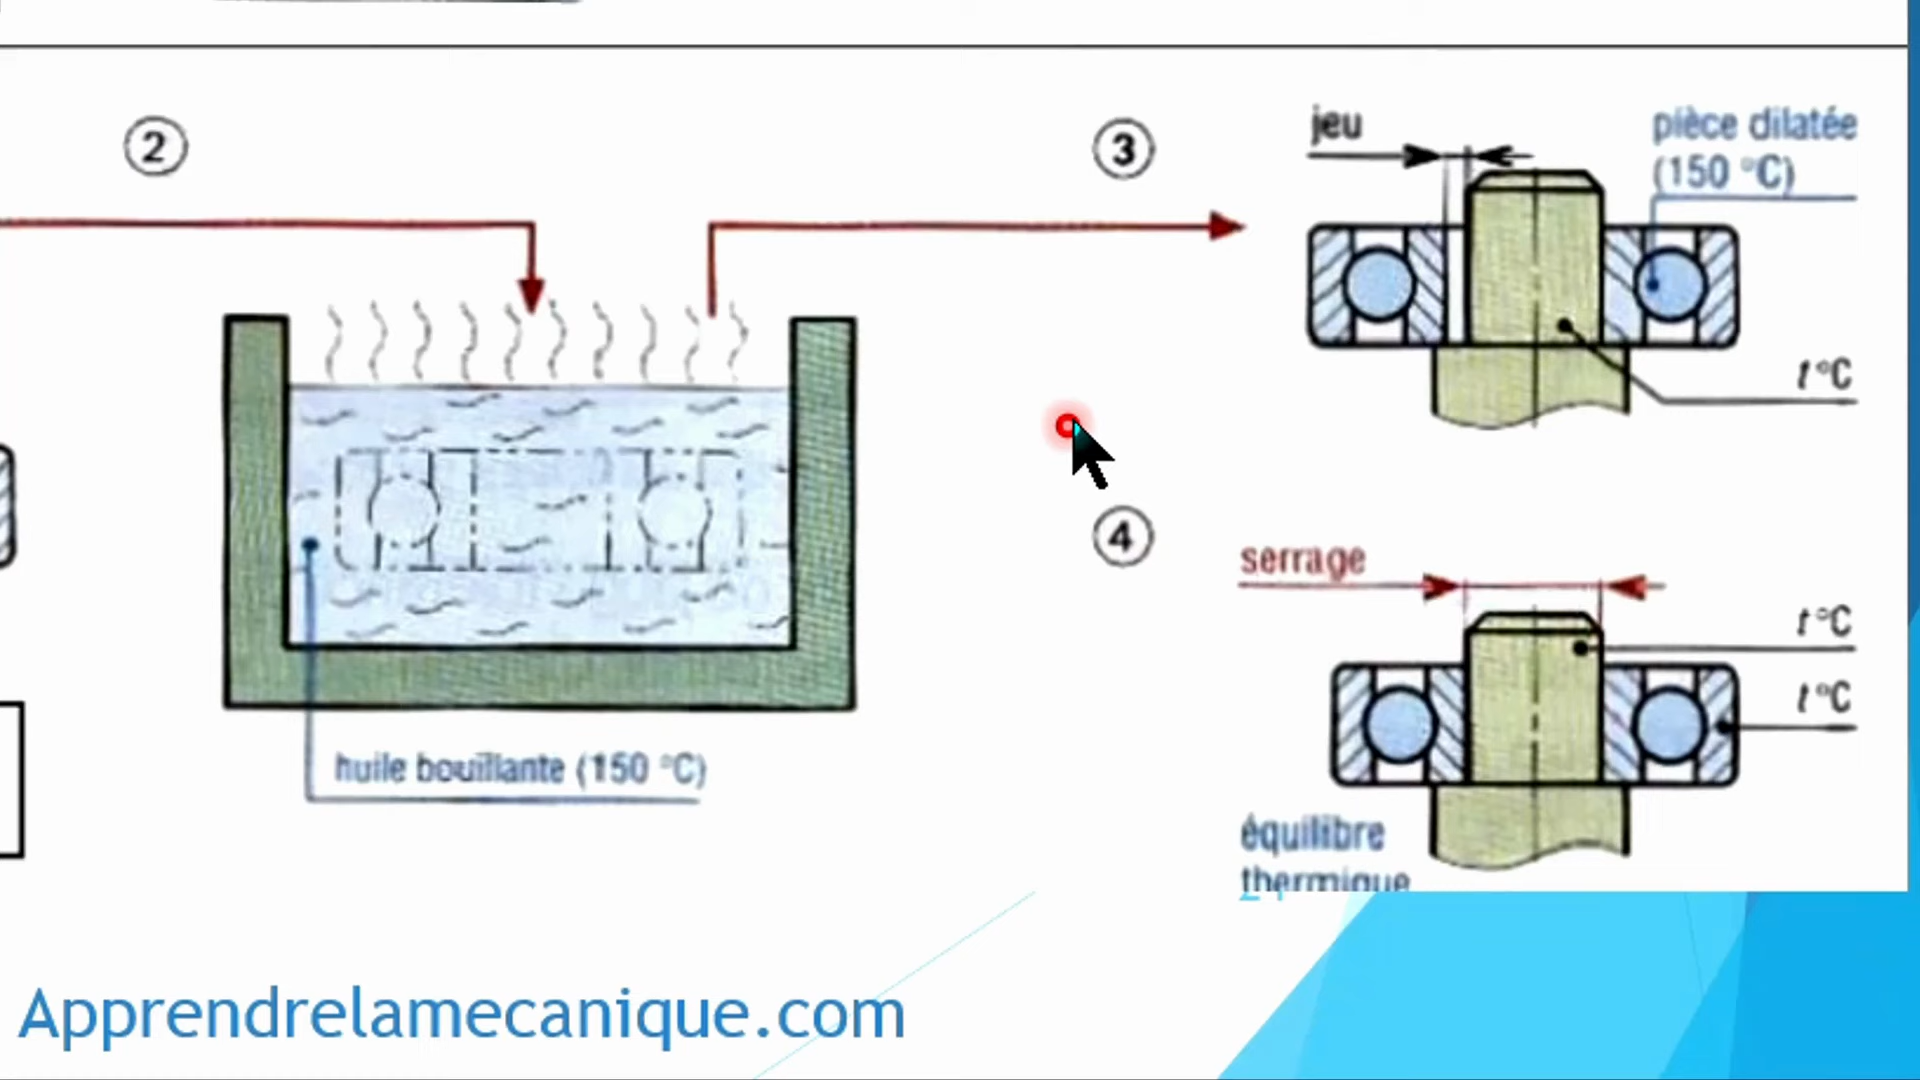 2
3
jeu
pièce dilatée
(150 °C)
t°C
4
serrage
t°C
t°C
huile bouillante (150 °C)
équilibre
thermique
Apprendrelamecanique.com